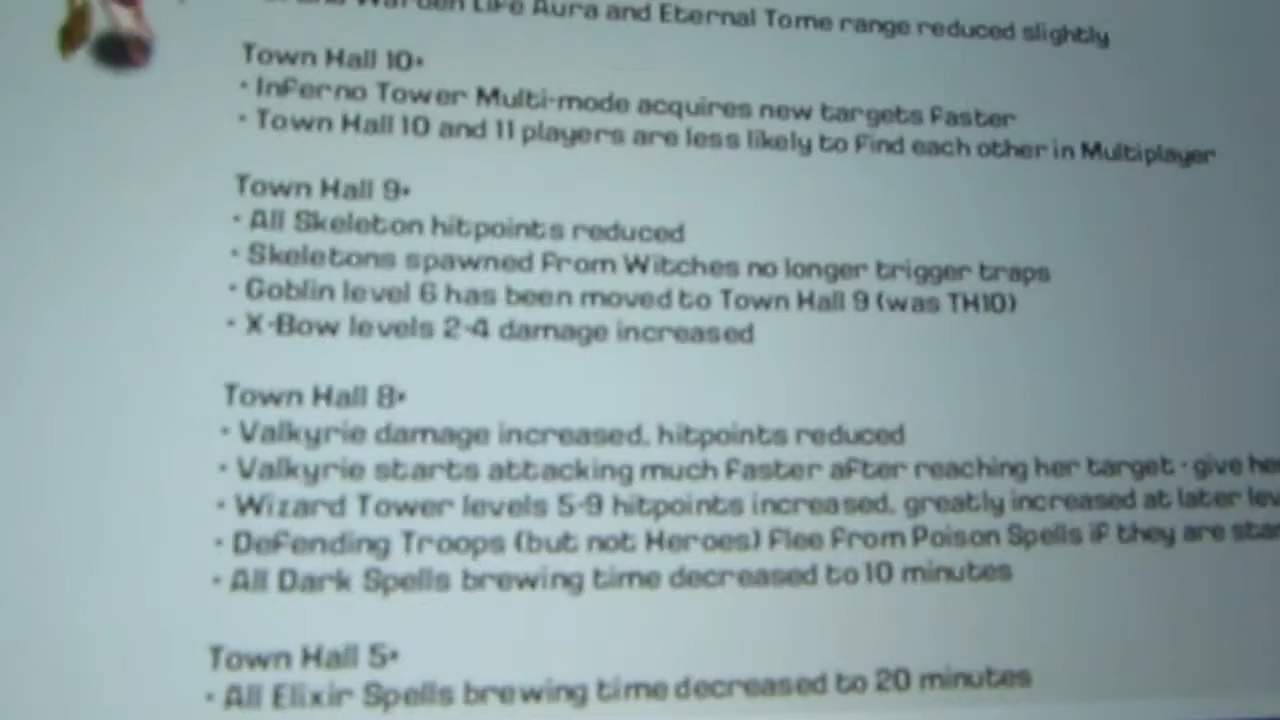 Warden Life Aura and Eternal Tome range reduced slightly
Town Hall 10+
• Inferno Tower Multi-mode acquires new targets faster
• Town Hall 10 and 11 players are less likely to find each other in Multiplayer
Town Hall 9+
• All Skeleton hitpoints reduced
• Skeletons spawned from Witches no longer trigger traps
• Goblin level 6 has been moved to Town Hall 9 (was TH10)
• X-Bow levels 2-4 damage increased
Town Hall 8+
• Valkyrie damage increased, hitpoints reduced
• Valkyrie starts attacking much faster after reaching her target - give
• Wizard Tower levels 5-9 hitpoints increased, greatly increased at later
• Defending Troops (but not Heroes) flee from Poison Spells if they are
• All Dark Spells brewing time decreased to 10 minutes
Town Hall 5+
• All Elixir Spells brewing time decreased to 20 minutes